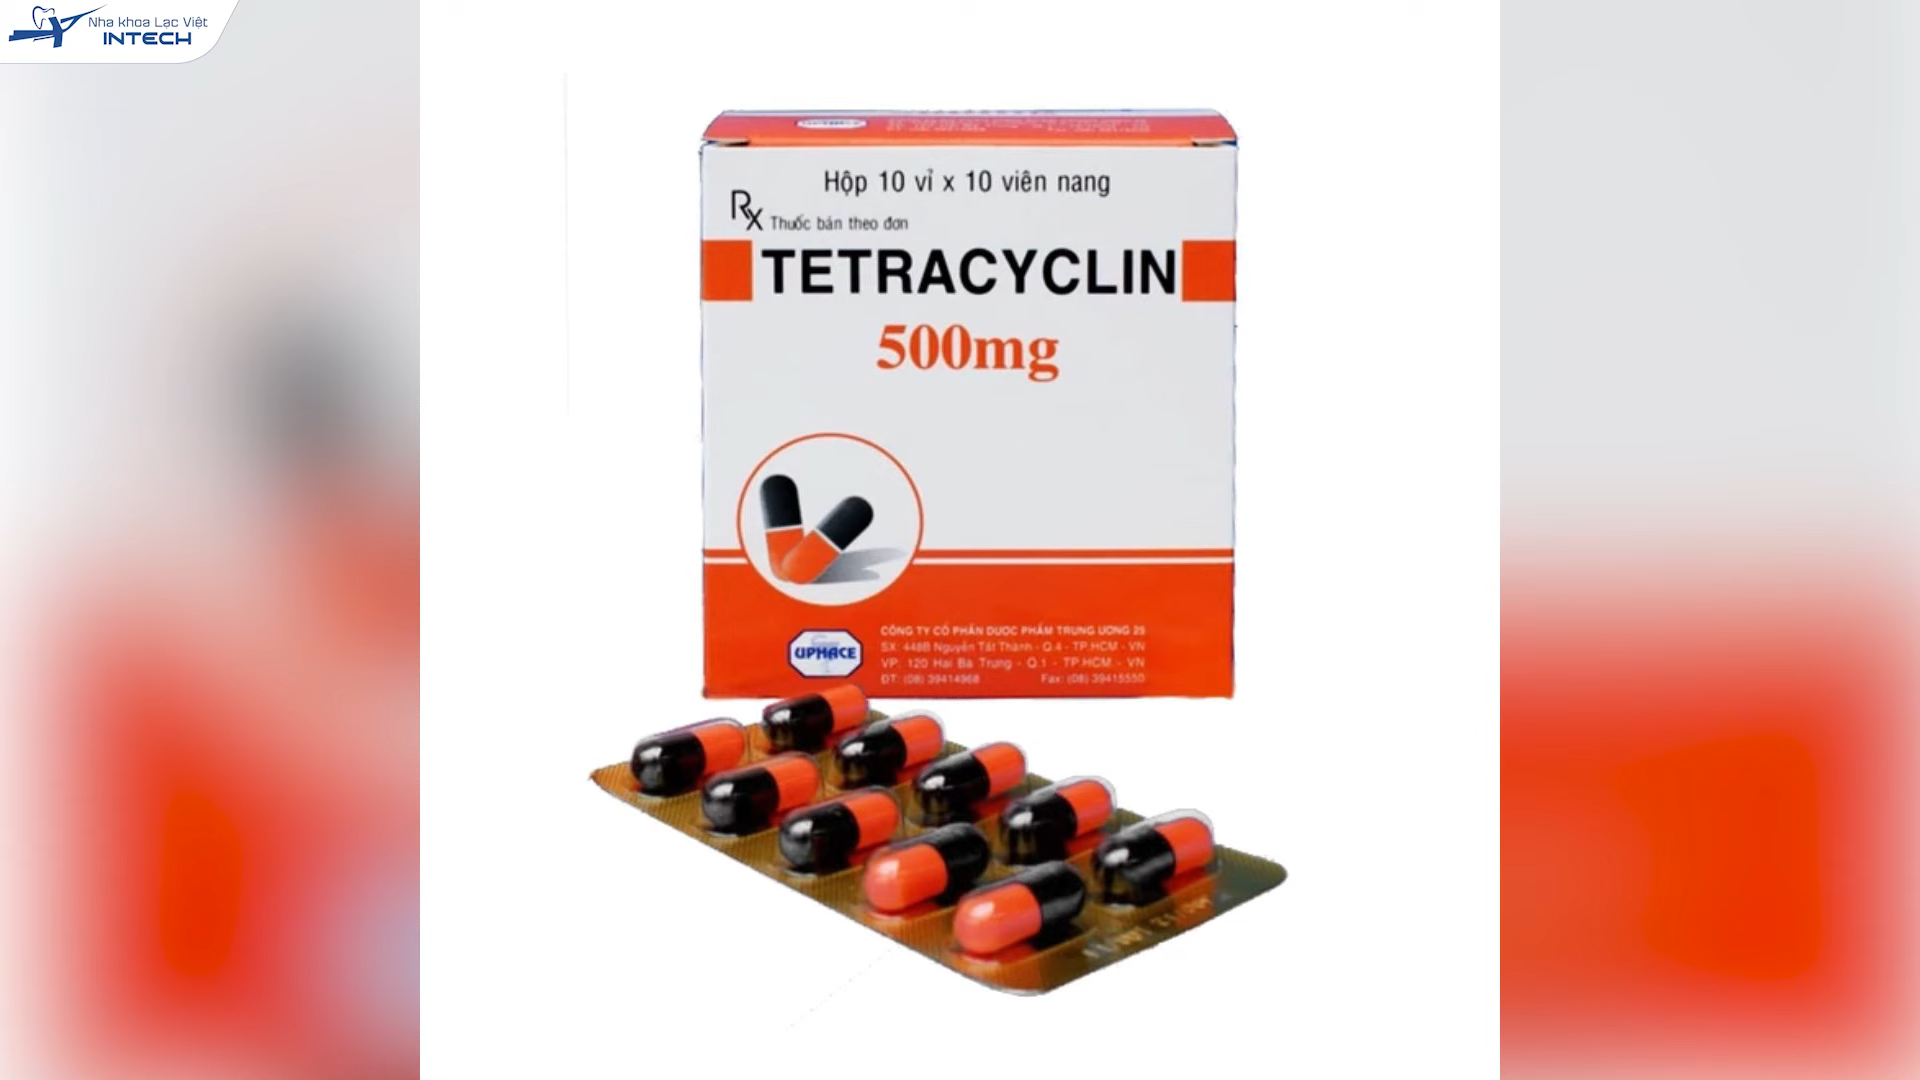 Nha khoa Lạc Việt
INTECH
UPHACE
Hộp 10 vỉ x 10 viên nang
Rx Thuốc bán theo đơn
TETRACYCLIN
500mg
UPHACE
CÔNG TY CỔ PHẦN DƯỢC PHẨM TRUNG ƯƠNG 25
SX: 448B Nguyễn Tất Thành - Q.4 - TP.HCM - VN
VP: 120 Hai Bà Trưng - Q.1 - TP.HCM - VN
ĐT: (08) 39414968 Fax: (08) 39415550